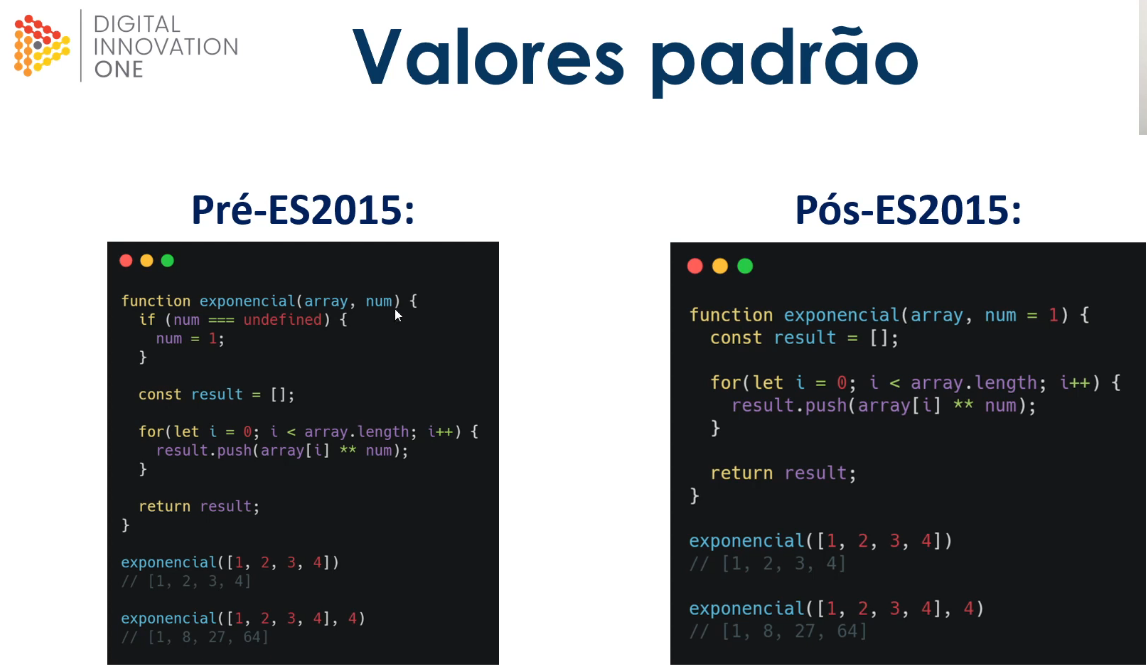 DIGITAL
INNOVATION
ONE
Valores padrão
Pré-ES2015:
function exponencial(array, num) {
  if (num === undefined) {
    num = 1;
  }

  const result = [];

  for(let i = 0; i < array.length; i++) {
    result.push(array[i] ** num);
  }

  return result;
}

exponencial([1, 2, 3, 4])
// [1, 2, 3, 4]

exponencial([1, 2, 3, 4], 4)
// [1, 8, 27, 64]
Pós-ES2015:
function exponencial(array, num = 1) {
  const result = [];

  for(let i = 0; i < array.length; i++) {
    result.push(array[i] ** num);
  }

  return result;
}

exponencial([1, 2, 3, 4])
// [1, 2, 3, 4]

exponencial([1, 2, 3, 4], 4)
// [1, 8, 27, 64]